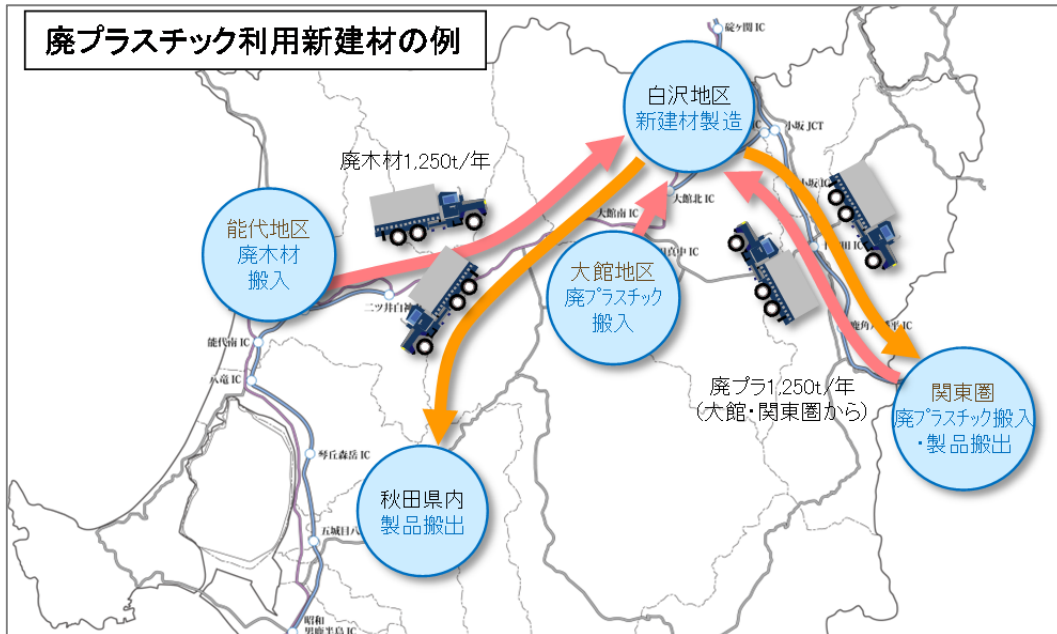 廃プラスチック利用新建材の例
碇ヶ関 IC
白沢地区
新建材製造
小坂 JCT
廃木材1,250t/年
大館北 IC
大館南 IC
能代地区
廃木材
搬入
大館地区
廃プラスチック
搬入
二ツ井白神
能代南 IC
八竜 IC
廃プラ1,250t/年
(大館・関東圏から)
関東圏
廃プラスチック搬入
・製品搬出
琴丘森岳 IC
秋田県内
製品搬出
五城目八
昭和
男鹿半島 IC